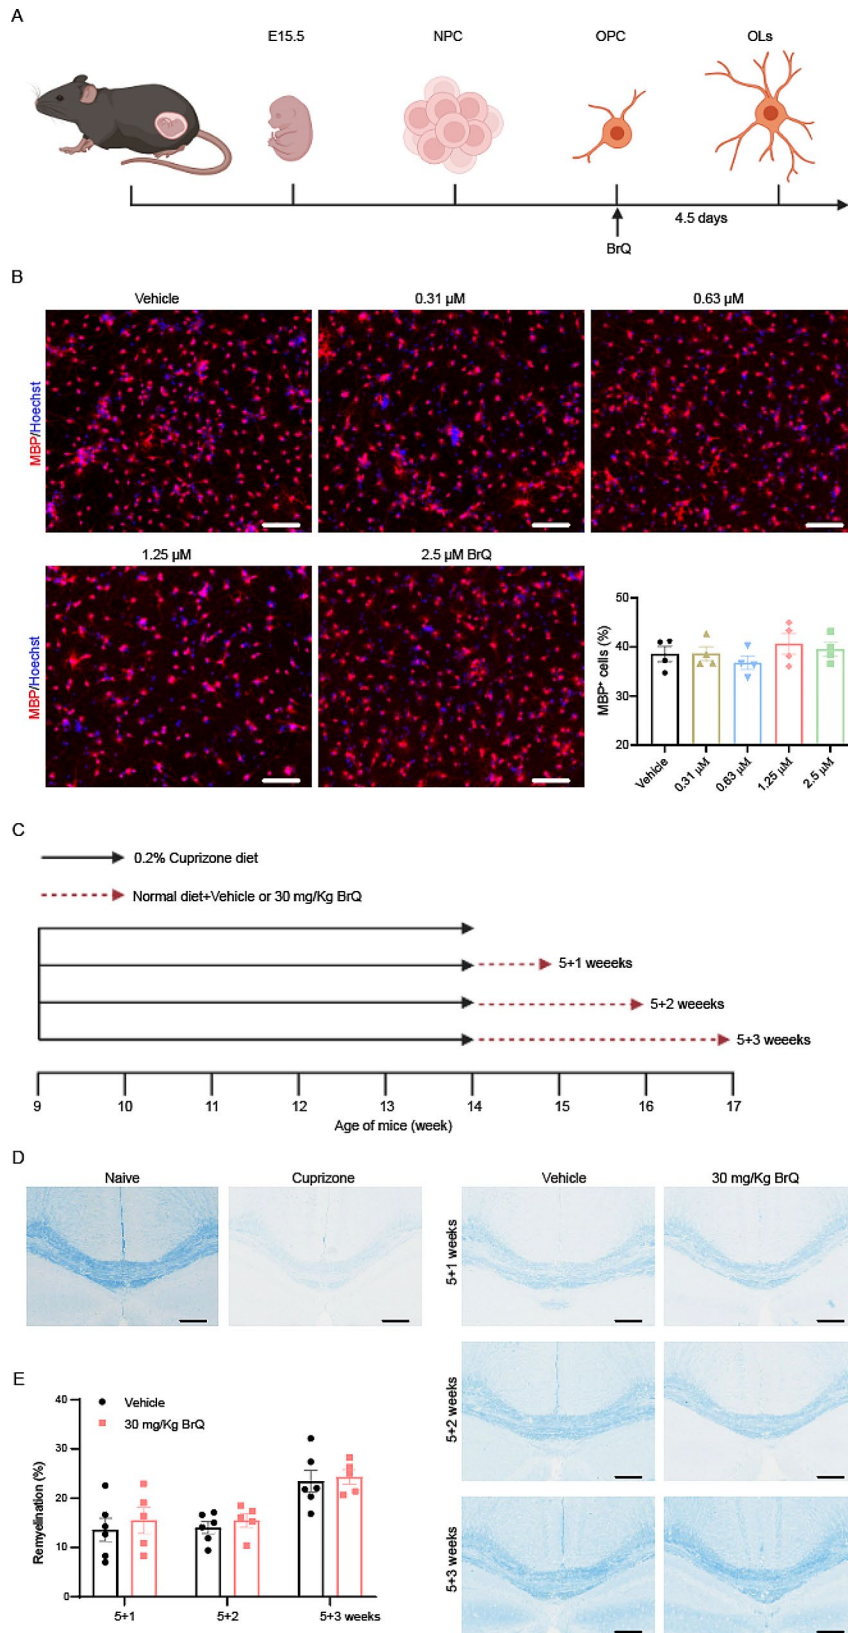 A
E15.5
NPC
OPC
OLs
4.5 days
BrQ
B
Vehicle
0.31 µM
0.63 µM
MBP/Hoechst
1.25 µM
2.5 µM BrQ
MBP/Hoechst
50
40
30
20
MBP⁺ cells (%)
Vehicle
0.31 µM
0.63 µM
1.25 µM
2.5 µM
C
0.2% Cuprizone diet
Normal diet+Vehicle or 30 mg/Kg BrQ
5+1 weeeks
5+2 weeeks
5+3 weeeks
9 10 11 12 13 14 15 16 17
Age of mice (week)
D
Naive
Cuprizone
Vehicle
30 mg/Kg BrQ
5+1 weeks
5+2 weeks
5+3 weeks
E
Vehicle
30 mg/Kg BrQ
40
30
20
10
0
Remyelination (%)
5+1
5+2
5+3 weeks